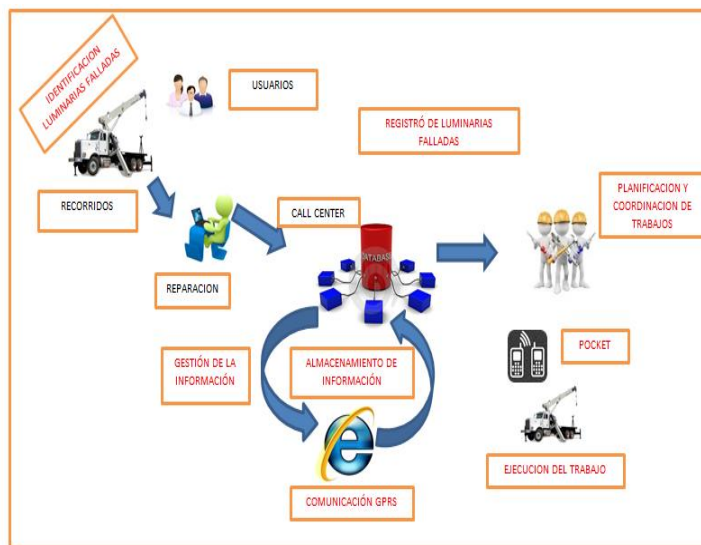 IDENTIFICACION
LUMINARIAS FALLADAS
USUARIOS
REGISTRÓ DE LUMINARIAS
FALLADAS
RECORRIDOS
CALL CENTER
PLANIFICACION Y
COORDINACION DE
TRABAJOS
DATABASE
REPARACION
GESTIÓN DE LA
INFORMACIÓN
ALMACENAMIENTO DE
INFORMACIÓN
POCKET
EJECUCION DEL TRABAJO
COMUNICACIÓN GPRS